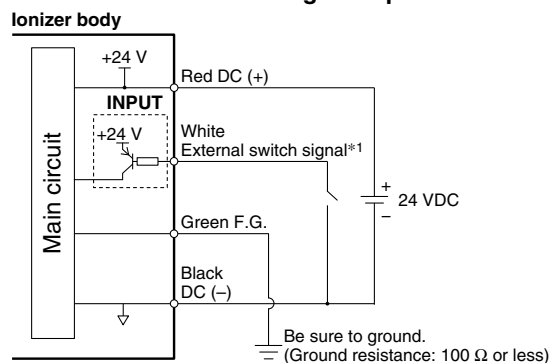 Ionizer body
+24 V
Red DC (+)
INPUT
+24 V
White
External switch signal*1
Main circuit
+
24 VDC
−
Green F.G.
Black
DC (–)
Be sure to ground.
(Ground resistance: 100 Ω or less)